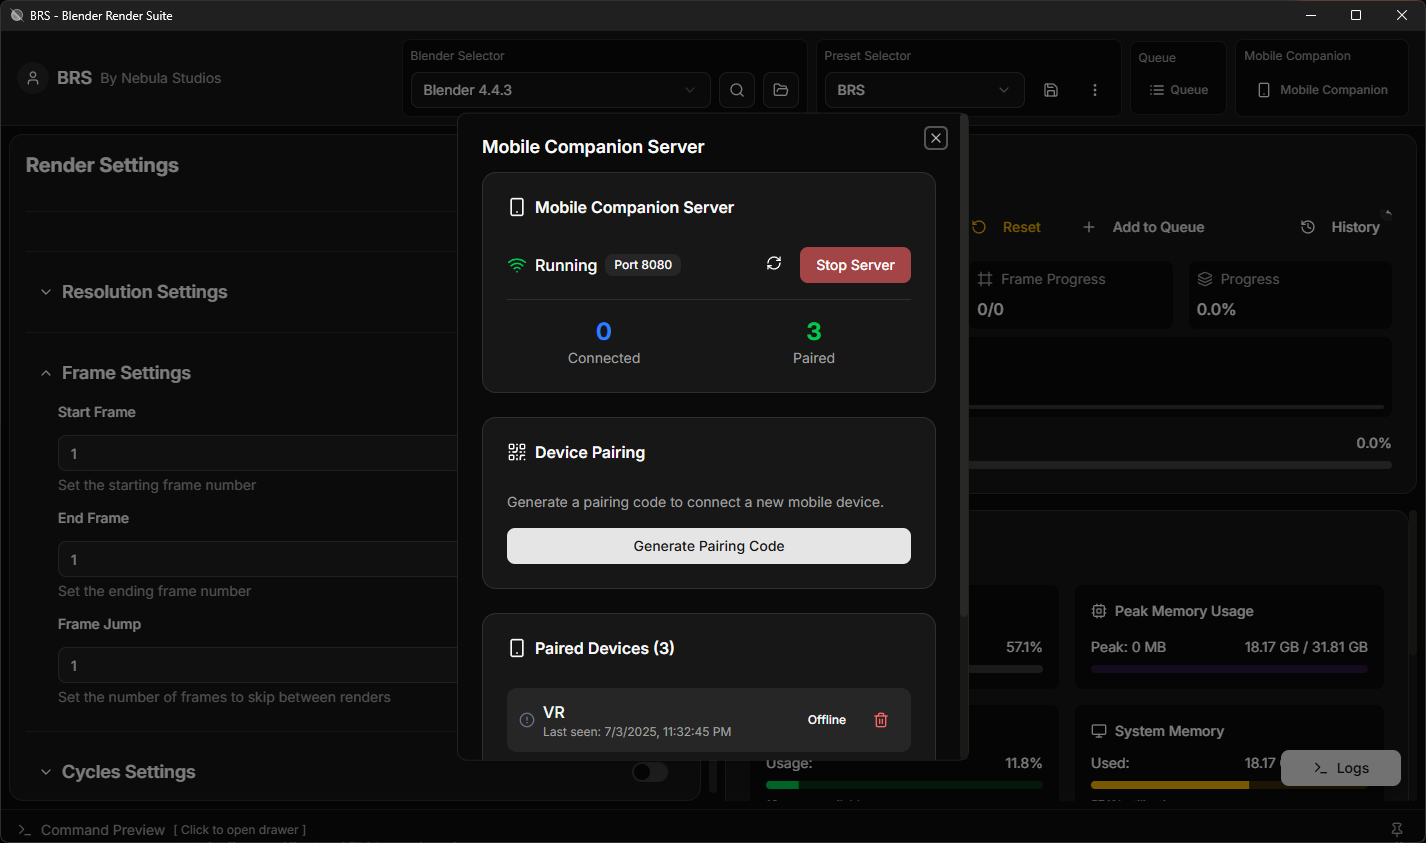 BRS - Blender Render Suite
BRS By Nebula Studios
Blender Selector
Blender 4.4.3
Preset Selector
BRS
Queue
Queue
Mobile Companion
Mobile Companion
Render Settings
Resolution Settings
Frame Settings
Start Frame
1
Set the starting frame number
End Frame
1
Set the ending frame number
Frame Jump
1
Set the number of frames to skip between renders
Cycles Settings
Mobile Companion Server
Mobile Companion Server
Running Port 8080
Stop Server
0
Connected
3
Paired
Device Pairing
Generate a pairing code to connect a new mobile device.
Generate Pairing Code
Paired Devices (3)
VR
Last seen: 7/3/2025, 11:32:45 PM
Offline
Reset
Add to Queue
History
Frame Progress
0/0
Progress
0.0%
0.0%
57.1%
Peak Memory Usage
Peak: 0 MB 18.17 GB / 31.81 GB
Usage: 11.8%
System Memory
Used: 18.17
Logs
Command Preview [ Click to open drawer ]